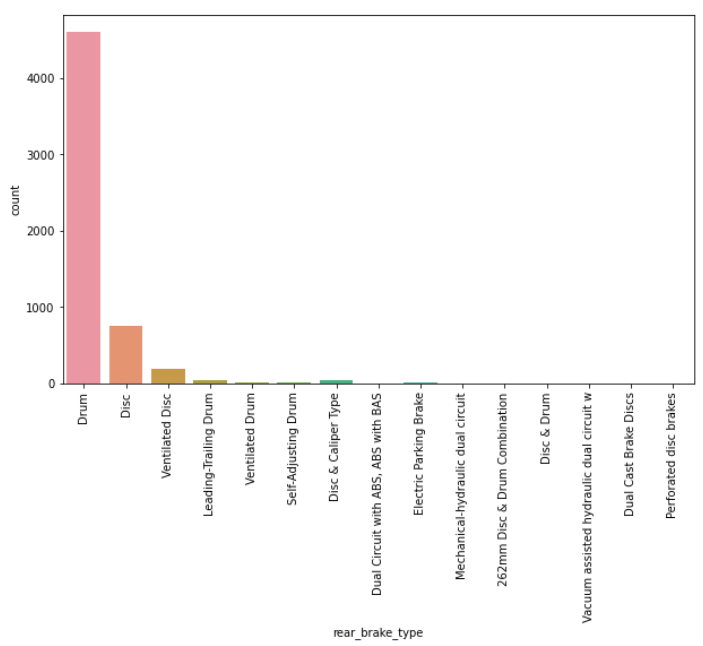 4000
3000
2000
1000
0
count
Drum
Disc
Ventilated Disc
Leading-Trailing Drum
Ventilated Drum
Self-Adjusting Drum
Disc & Caliper Type
Dual Circuit with ABS, ABS with BAS
Electric Parking Brake
Mechanical-hydraulic dual circuit
262mm Disc & Drum Combination
Disc & Drum
Vacuum assisted hydraulic dual circuit w
Dual Cast Brake Discs
Perforated disc brakes
rear_brake_type